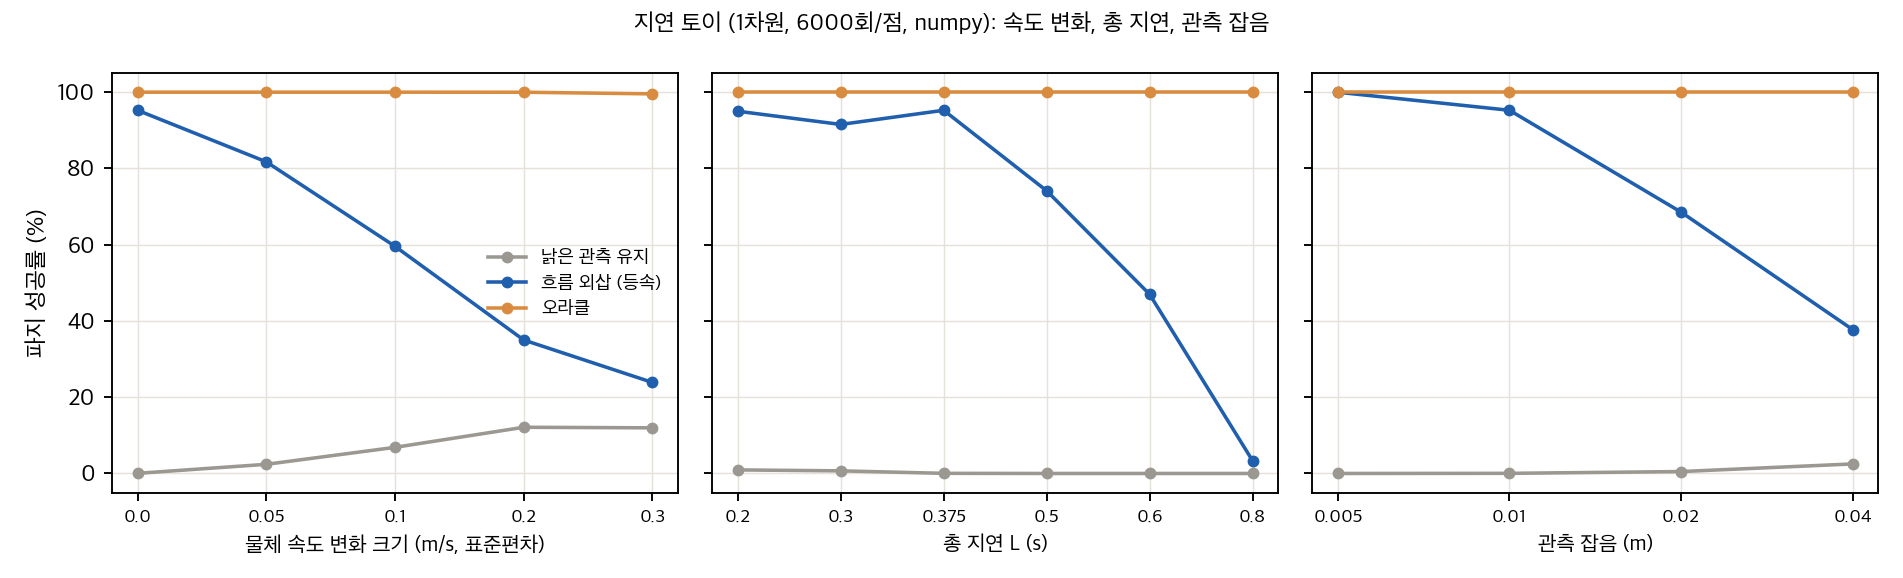 지연 토이 (1차원, 6000회/점, numpy): 속도 변화, 총 지연, 관측 잡음
파지 성공률 (%)
100
80
60
40
20
0
낡은 관측 유지
흐름 외삽 (등속)
오라클
0.0 0.05 0.1 0.2 0.3
물체 속도 변화 크기 (m/s, 표준편차)
0.2 0.3 0.375 0.5 0.6 0.8
총 지연 L (s)
0.005 0.01 0.02 0.04
관측 잡음 (m)